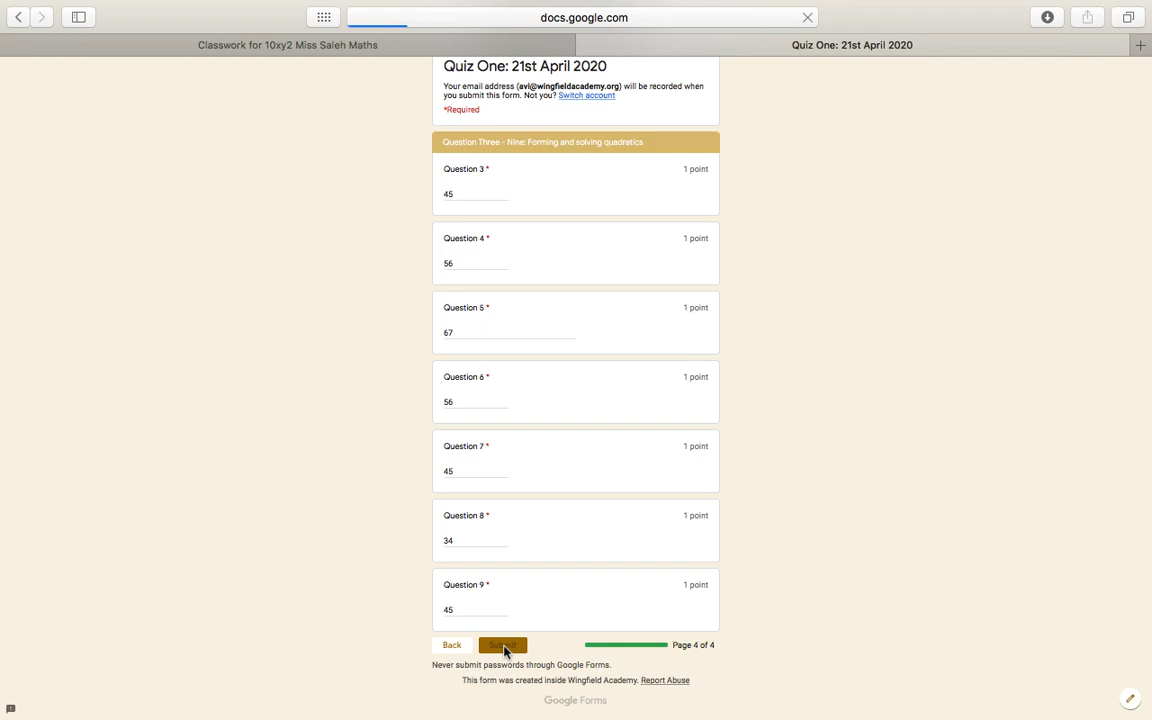 docs.google.com
Classwork for 10xy2 Miss Saleh Maths
Quiz One: 21st April 2020
Quiz One: 21st April 2020
Your email address (avl@wingfieldacademy.org) will be recorded when
you submit this form. Not you? Switch account
*Required
Question Three - Nine: Forming and solving quadratics
Question 3 *
1 point
45
Question 4 *
1 point
56
Question 5 *
1 point
67
Question 6 *
1 point
56
Question 7 *
1 point
45
Question 8 *
1 point
34
Question 9 *
1 point
45
Back
Submit
Page 4 of 4
Never submit passwords through Google Forms.
This form was created inside Wingfield Academy. Report Abuse
Google Forms